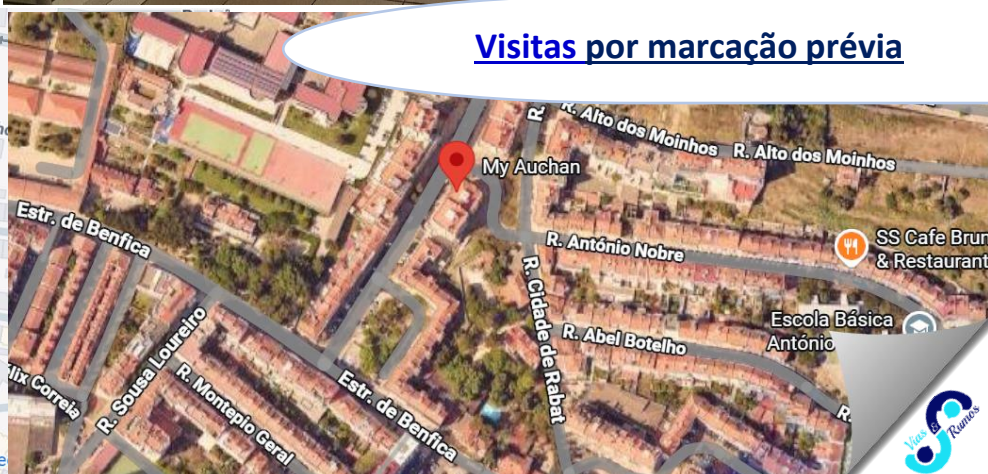 Visitas por marcação prévia
R. Alto dos Moinhos
R. Alto dos Moinhos
My Auchan
Estr. de Benfica
R. António Nobre
SS Cafe
& Restaurant
R. Cidade de Rabat
Escola Básica
António
R. Abel Botelho
R. Sousa Loureiro
R. Montepio Geral
Estr. de Benfica
Correia
Vias &
Rumos